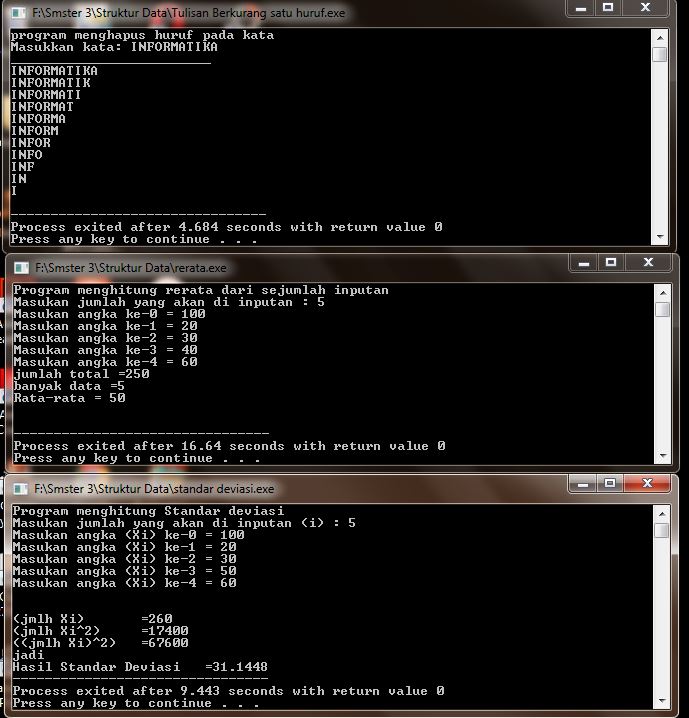 F:\Smster 3\Struktur Data\Tulisan Berkurang satu huruf.exe
program menghapus huruf pada kata
Masukkan kata: INFORMATIKA
_________________________
INFORMATIKA
INFORMATIK
INFORMATI
INFORMAT
INFORMA
INFORM
INFOR
INFO
INF
IN
I
--------------------------------
Process exited after 4.684 seconds with return value 0
Press any key to continue . . .
F:\Smster 3\Struktur Data\rerata.exe
Program menghitung rerata dari sejumlah inputan
Masukan jumlah yang akan di inputan : 5
Masukan angka ke-0 = 100
Masukan angka ke-1 = 20
Masukan angka ke-2 = 30
Masukan angka ke-3 = 40
Masukan angka ke-4 = 60
jumlah total =250
banyak data =5
Rata-rata = 50
--------------------------------
Process exited after 16.64 seconds with return value 0
Press any key to continue . . .
F:\Smster 3\Struktur Data\standar deviasi.exe
Program menghitung Standar deviasi
Masukan jumlah yang akan di inputan (i) : 5
Masukan angka (Xi) ke-0 = 100
Masukan angka (Xi) ke-1 = 20
Masukan angka (Xi) ke-2 = 30
Masukan angka (Xi) ke-3 = 50
Masukan angka (Xi) ke-4 = 60
(jmlh Xi) =260
(jmlh Xi^2) =17400
((jmlh Xi)^2) =67600
jadi
Hasil Standar Deviasi =31.1448
--------------------------------
Process exited after 9.443 seconds with return value 0
Press any key to continue . . .